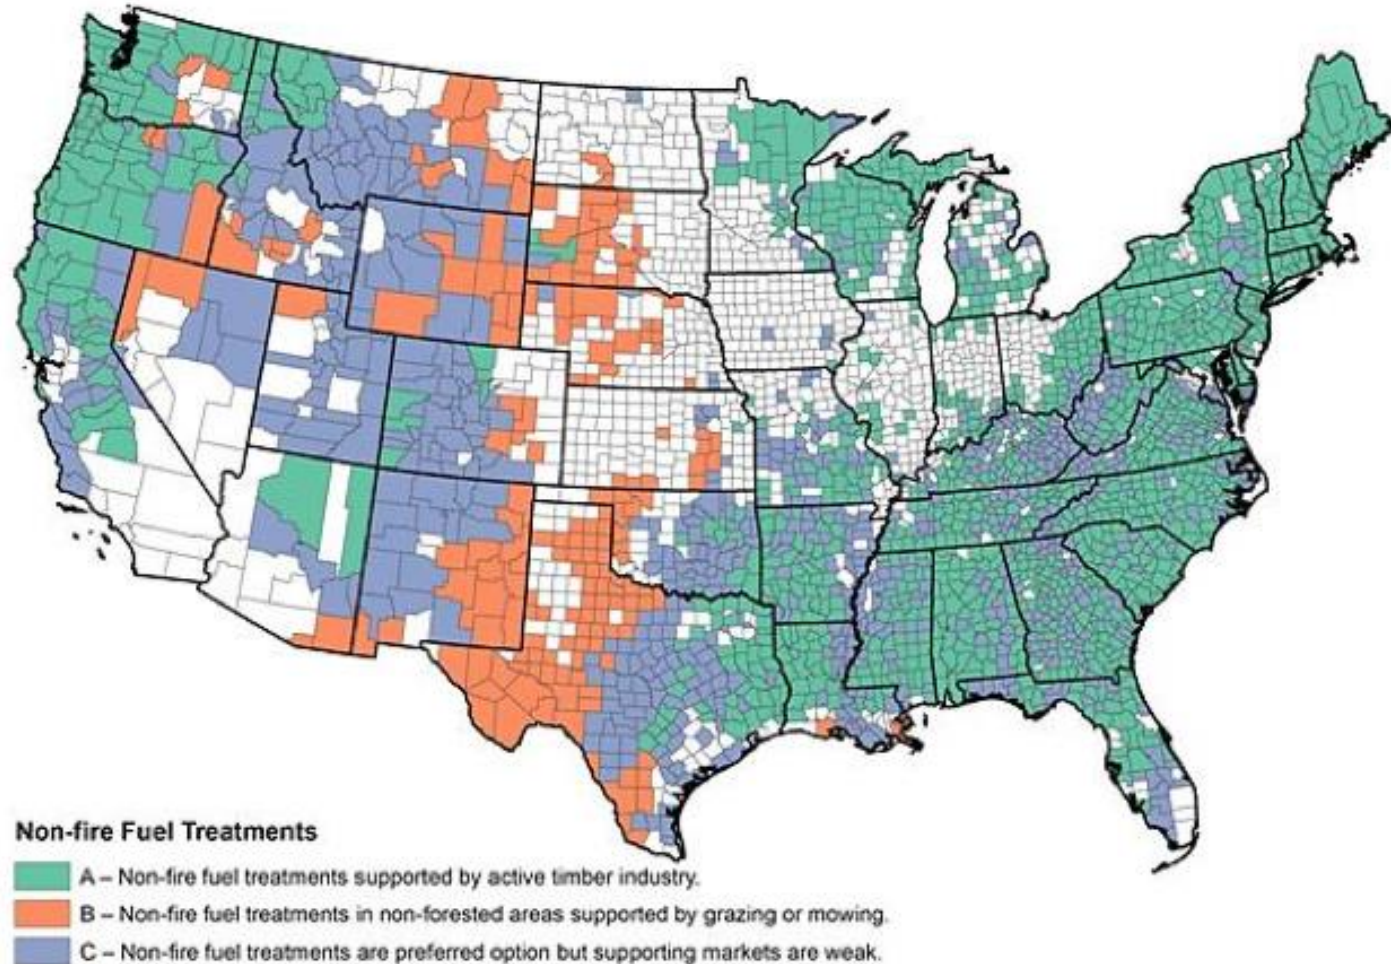 Non-fire Fuel Treatments
A – Non-fire fuel treatments supported by active timber industry.
B – Non-fire fuel treatments in non-forested areas supported by grazing or mowing.
C – Non-fire fuel treatments are preferred option but supporting markets are weak.